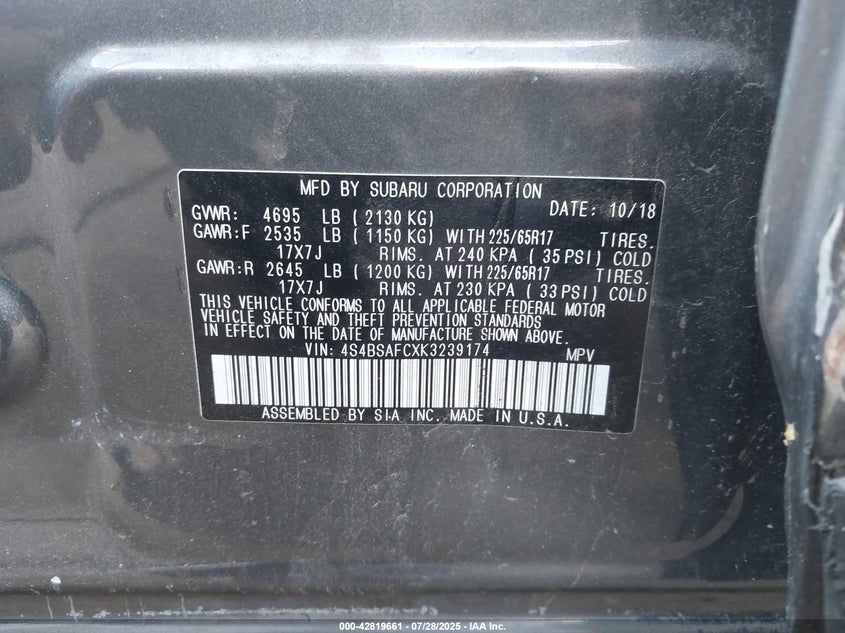 MFD BY SUBARU CORPORATION
GVWR: 4695 LB ( 2130 KG) DATE: 10/18
GAWR:F 2535 LB ( 1150 KG) WITH 225/65R17 TIRES.
17X7J RIMS. AT 240 KPA ( 35 PSI) COLD
GAWR:R 2645 LB ( 1200 KG) WITH 225/65R17 TIRES.
17X7J RIMS. AT 230 KPA ( 33 PSI) COLD
THIS VEHICLE CONFORMS TO ALL APPLICABLE FEDERAL MOTOR
VEHICLE SAFETY AND THEFT PREVENTION STANDARDS
IN EFFECT ON THE DATE OF MANUFACTURE SHOWN ABOVE.
VIN: 4S4BSAFCXK3239174 MPV
ASSEMBLED BY SIA INC. MADE IN U.S.A.
000-42819661 - 07/28/2025 - IAA Inc.